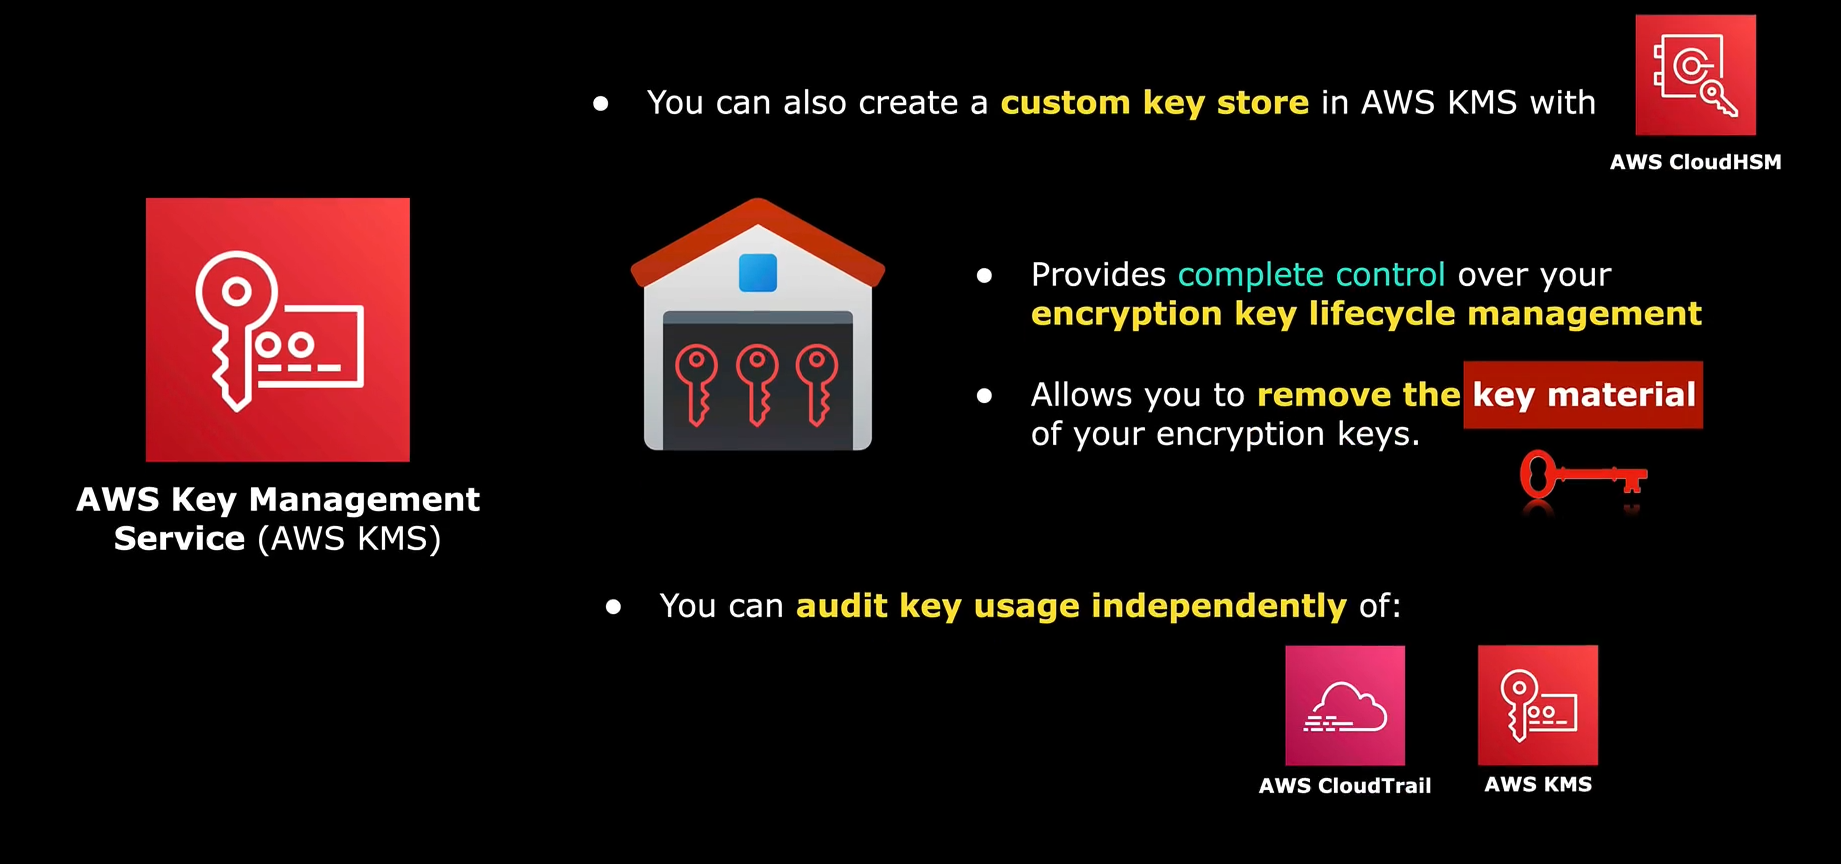 ● You can also create a custom key store in AWS KMS with
AWS CloudHSM
AWS Key Management
Service (AWS KMS)
● Provides complete control over your
encryption key lifecycle management
● Allows you to remove the key material
of your encryption keys.
● You can audit key usage independently of:
AWS CloudTrail
AWS KMS